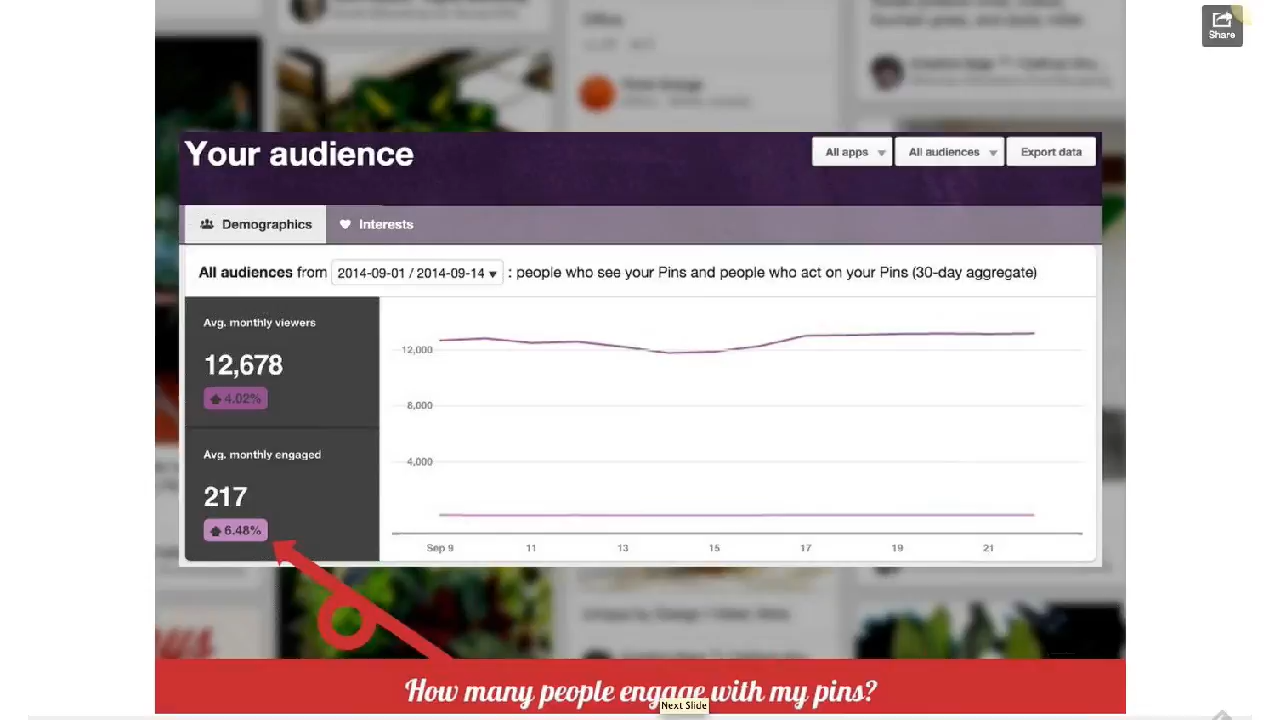 Share
Your audience
All apps
All audiences
Export data
Demographics
Interests
All audiences from 2014-09-01 / 2014-09-14 : people who see your Pins and people who act on your Pins (30-day aggregate)
Avg. monthly viewers
12,678
4.02%
Avg. monthly engaged
217
6.48%
12,000
8,000
4,000
Sep 9 11 13 15 17 19 21
How many people engage with my pins?
Next Slide